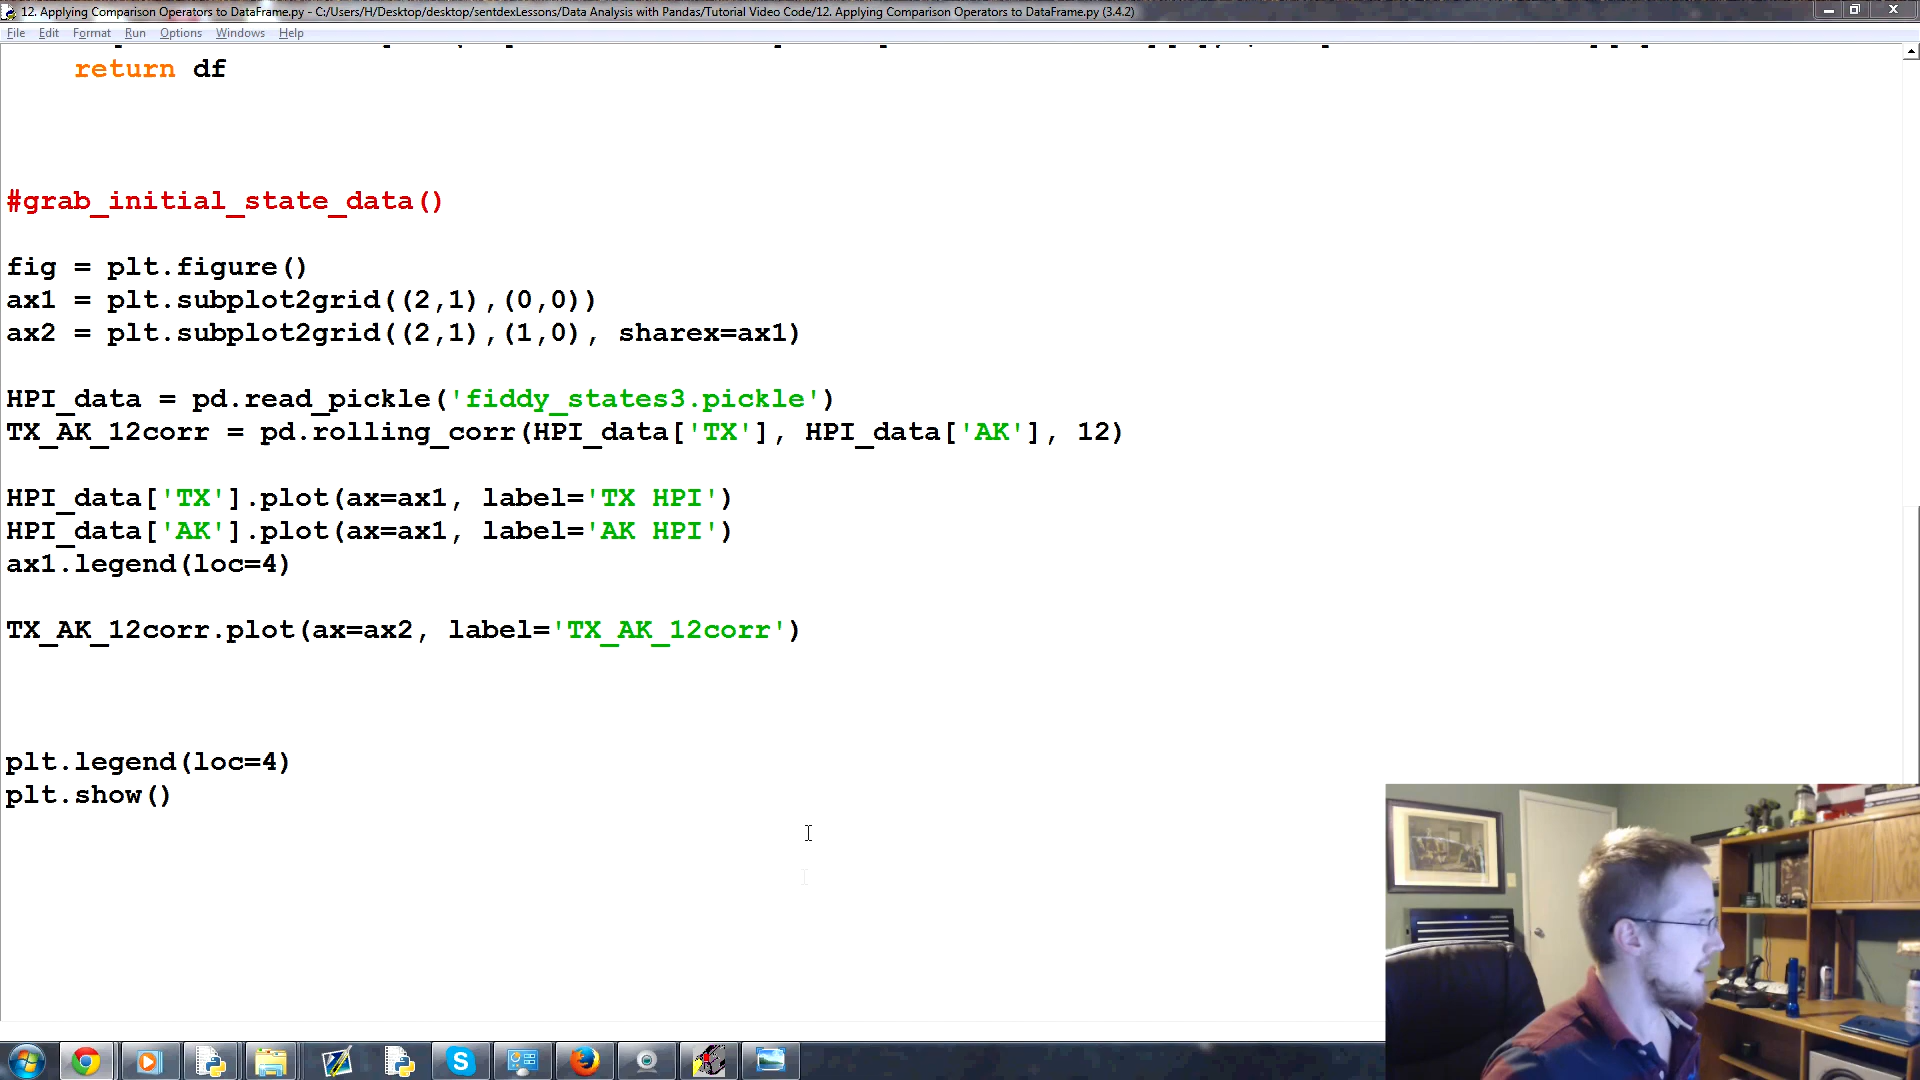 12. Applying Comparison Operators to DataFrame.py - C:/Users/H/Desktop/desktop/sentdexLessons/Data Analysis with Pandas/Tutorial Video Code/12. Applying Comparison Operators to DataFrame.py (3.4.2)
File Edit Format Run Options Windows Help
return df
#grab_initial_state_data()
fig = plt.figure()
ax1 = plt.subplot2grid((2,1),(0,0))
ax2 = plt.subplot2grid((2,1),(1,0), sharex=ax1)
HPI_data = pd.read_pickle('fiddy_states3.pickle')
TX_AK_12corr = pd.rolling_corr(HPI_data['TX'], HPI_data['AK'], 12)
HPI_data['TX'].plot(ax=ax1, label='TX HPI')
HPI_data['AK'].plot(ax=ax1, label='AK HPI')
ax1.legend(loc=4)
TX_AK_12corr.plot(ax=ax2, label='TX_AK_12corr')
plt.legend(loc=4)
plt.show()